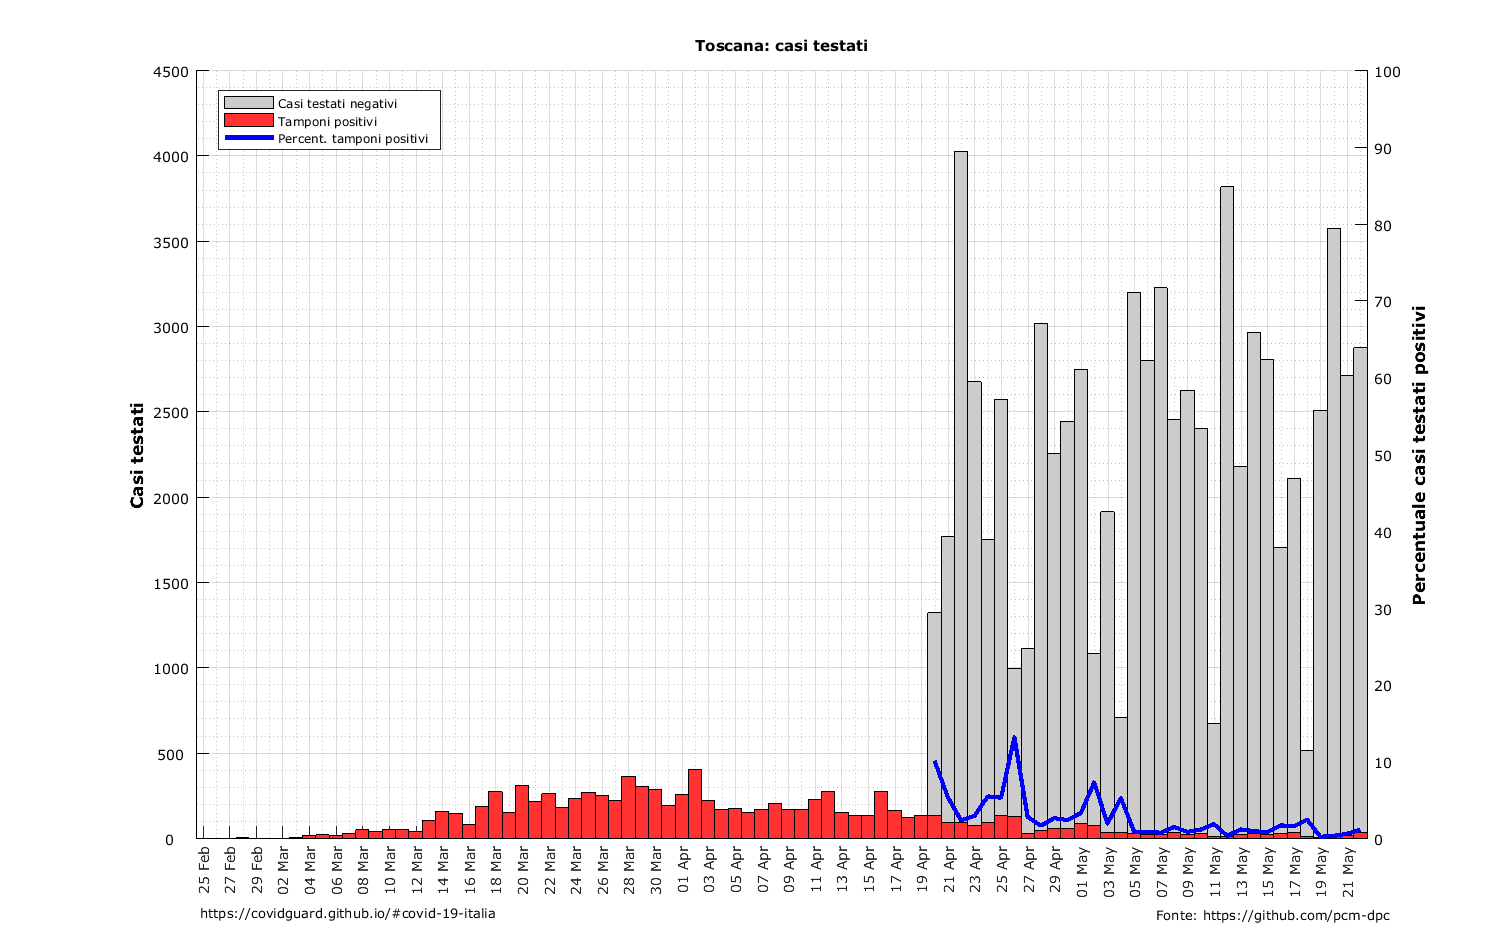 Toscana: casi testati
Casi testati negativi
Tamponi positivi
Percent. tamponi positivi
Casi testati
4500
4000
3500
3000
2500
2000
1500
1000
500
0
Percentuale casi testati positivi
100
90
80
70
60
50
40
30
20
10
0
25 Feb
27 Feb
29 Feb
02 Mar
04 Mar
06 Mar
08 Mar
10 Mar
12 Mar
14 Mar
16 Mar
18 Mar
20 Mar
22 Mar
24 Mar
26 Mar
28 Mar
30 Mar
01 Apr
03 Apr
05 Apr
07 Apr
09 Apr
11 Apr
13 Apr
15 Apr
17 Apr
19 Apr
21 Apr
23 Apr
25 Apr
27 Apr
29 Apr
01 May
03 May
05 May
07 May
09 May
11 May
13 May
15 May
17 May
19 May
21 May
https://covidguard.github.io/#covid-19-italia
Fonte: https://github.com/pcm-dpc